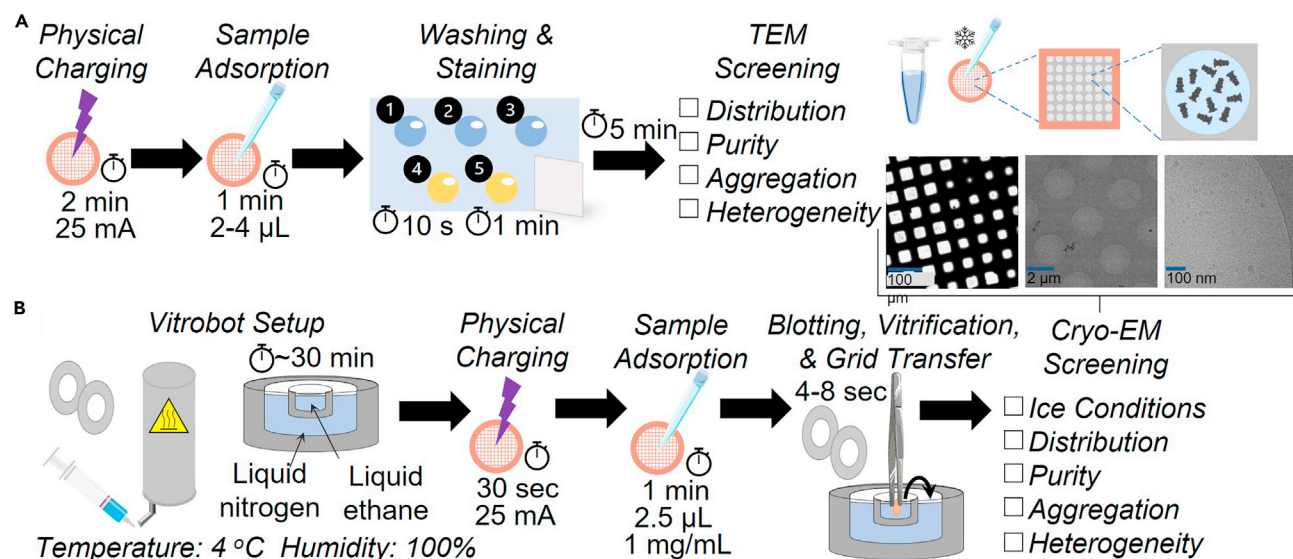 A
Physical
Charging
2 min
25 mA
Sample
Adsorption
1 min
2-4 µL
Washing &
Staining
1
2
3
4
5
10 s
1 min
5 min
TEM
Screening
Distribution
Purity
Aggregation
Heterogeneity
100
µm
2 µm
100 nm
B
Vitrobot Setup
~30 min
Liquid
nitrogen
Liquid
ethane
Temperature: 4 °C Humidity: 100%
Physical
Charging
30 sec
25 mA
Sample
Adsorption
1 min
2.5 µL
1 mg/mL
Blotting, Vitrification,
& Grid Transfer
4-8 sec
Cryo-EM
Screening
Ice Conditions
Distribution
Purity
Aggregation
Heterogeneity